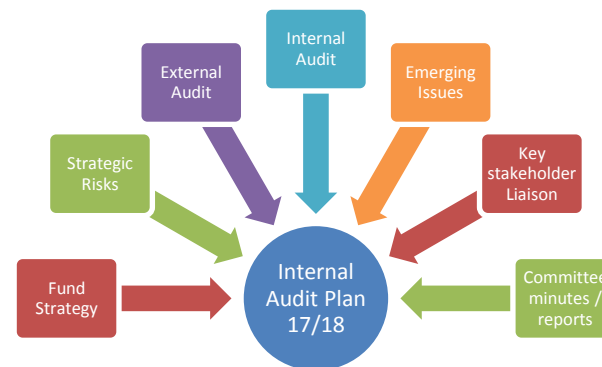 Internal
Audit
External
Audit
Emerging
Issues
Strategic
Risks
Key
stakeholder
Liaison
Fund
Strategy
Internal
Audit Plan
17/18
Committee
minutes /
reports